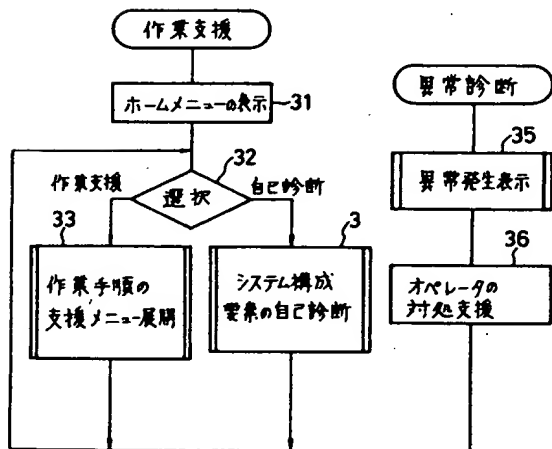 作業支援
ホームメニューの表示
31
32
作業支援
選択
自己診断
33
作業手順の
支援メニュー展開
3
システム構成
要素の自己診断
異常診断
35
異常発生表示
36
オペレータの
対処支援